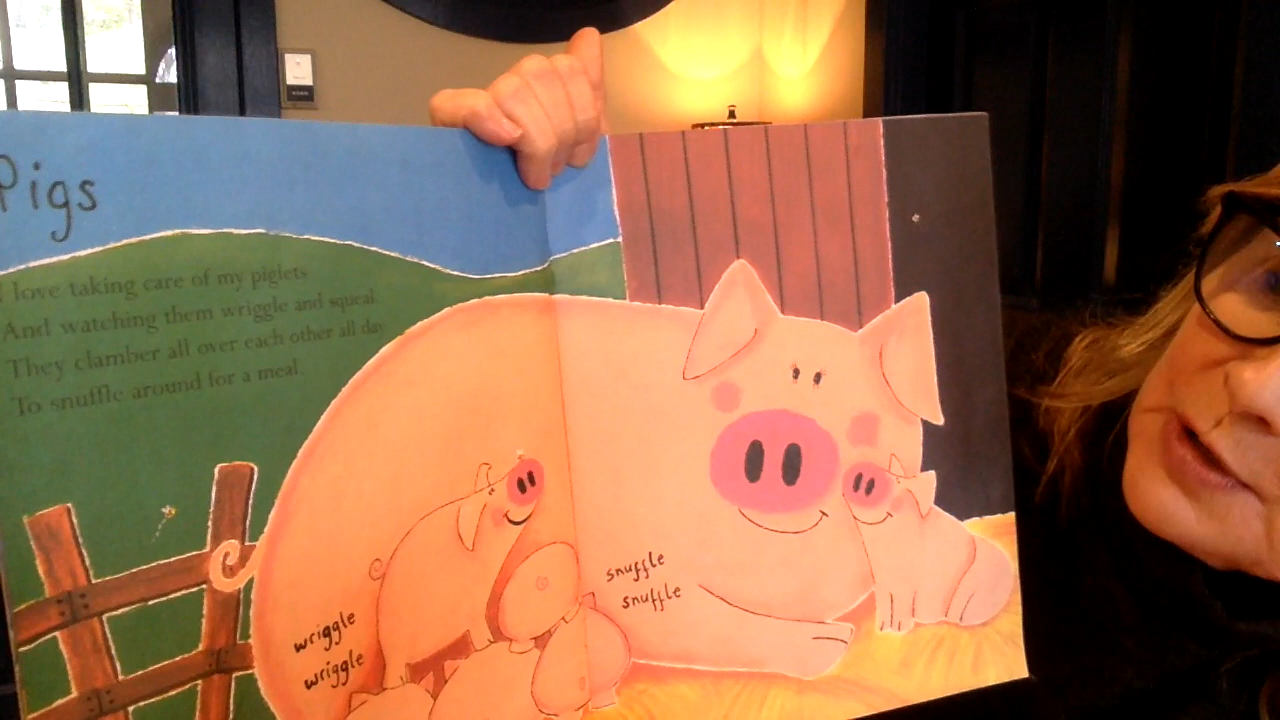 Pigs
I love taking care of my piglets
And watching them wriggle and squeal.
They clamber all over each other all day
To snuffle around for a meal.
wriggle
wriggle
snuffle
snuffle